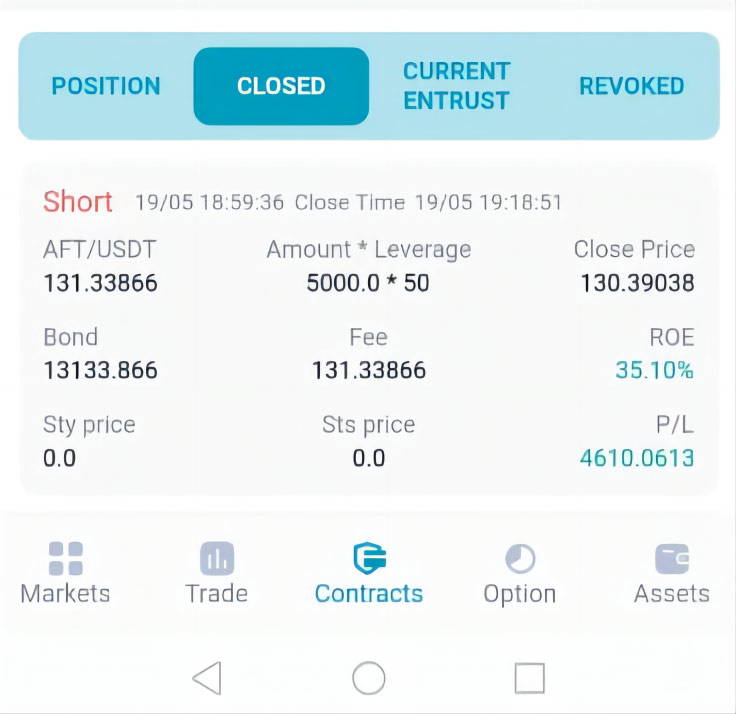 POSITION
CLOSED
CURRENT
ENTRUST
REVOKED
Short 19/05 18:59:36 Close Time 19/05 19:18:51
AFT/USDT Amount * Leverage Close Price
131.33866 5000.0 * 50 130.39038
Bond Fee ROE
13133.866 131.33866 35.10%
Sty price Sts price P/L
0.0 0.0 4610.0613
Markets Trade Contracts Option Assets